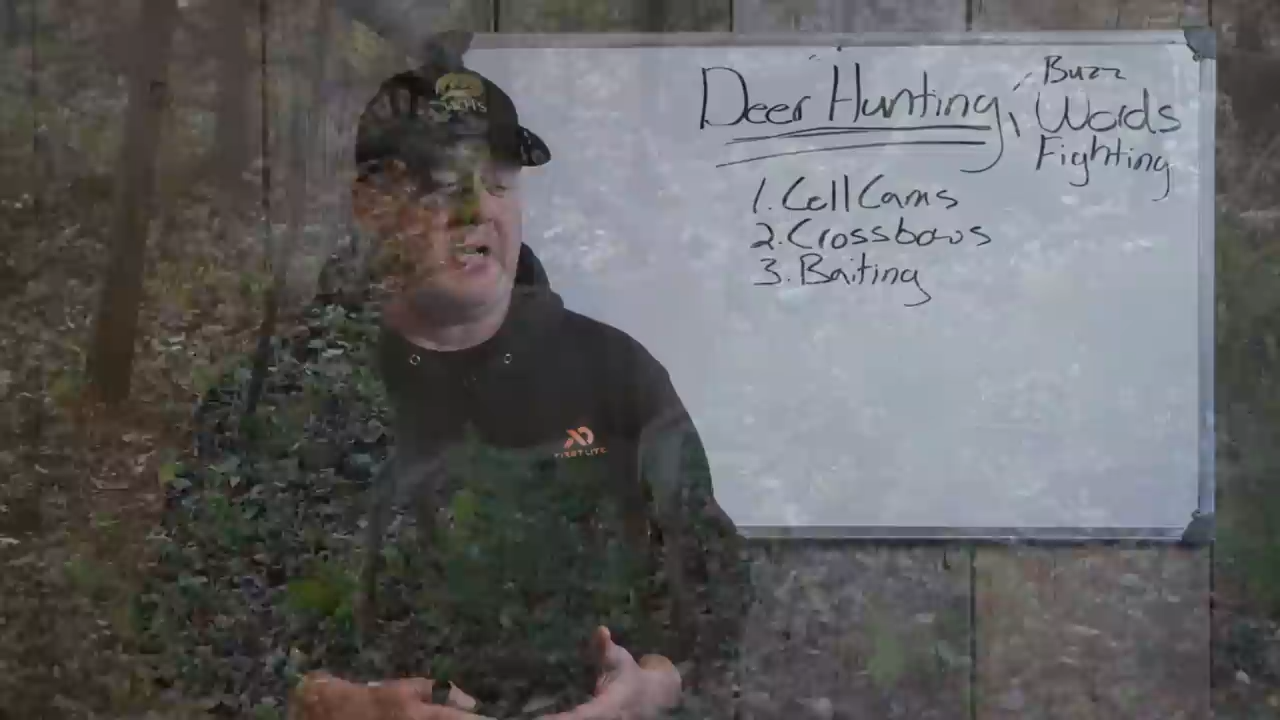 Deer Hunting
Buzz
Words
Fighting
1. Cell Cams
2. Crossbows
3. Baiting
FIRST LITE